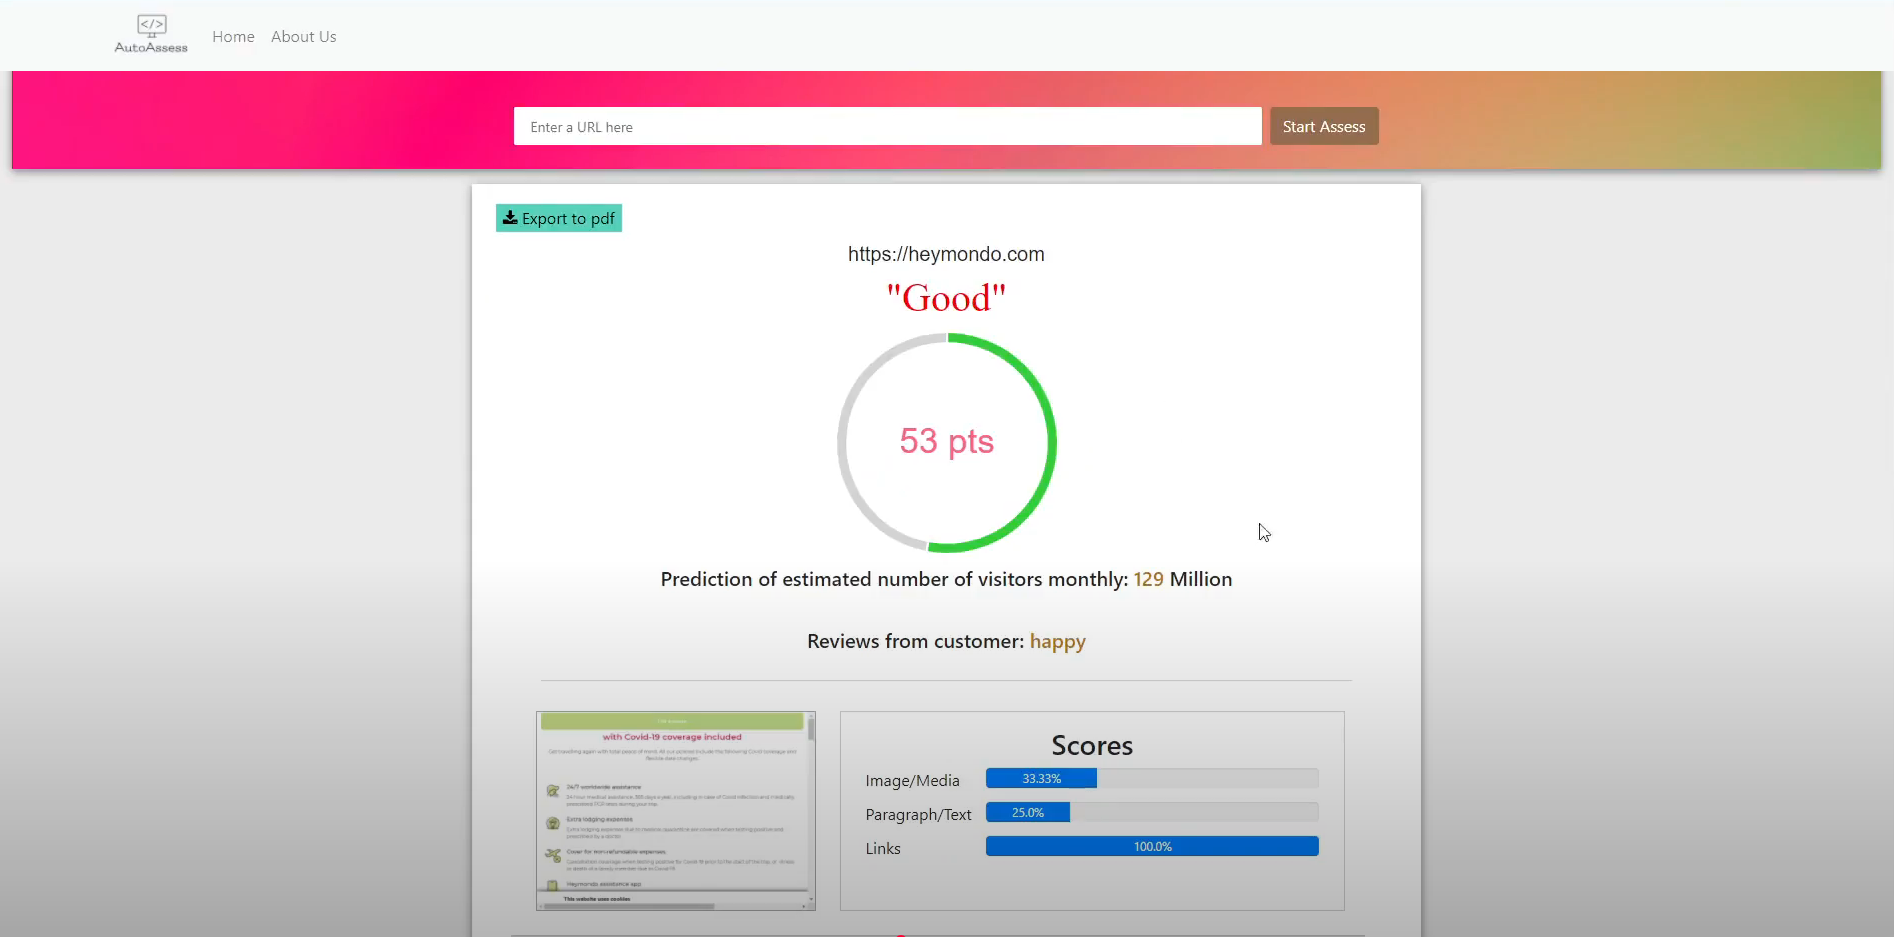 </>
AutoAssess
Home
About Us
Enter a URL here
Start Assess
Export to pdf
https://heymondo.com
"Good"
53 pts
Prediction of estimated number of visitors monthly: 129 Million
Reviews from customer: happy
with Covid-19 coverage included
24/7 worldwide assistance
Extra lodging expenses
Cover for non-refundable expenses
Heymondo assistance app
This website uses cookies
Scores
Image/Media
33.33%
Paragraph/Text
25.0%
Links
100.0%